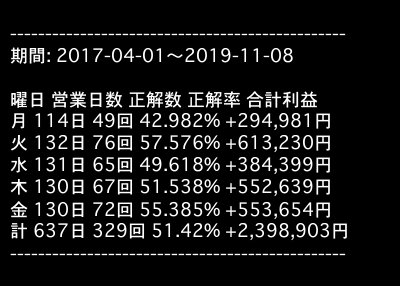 ------------------------------------------------
期間: 2017-04-01〜2019-11-08
曜日 営業日数 正解数 正解率 合計利益
月 114日 49回 42.982% +294,981円
火 132日 76回 57.576% +613,230円
水 131日 65回 49.618% +384,399円
木 130日 67回 51.538% +552,639円
金 130日 72回 55.385% +553,654円
計 637日 329回 51.42% +2,398,903円
------------------------------------------------